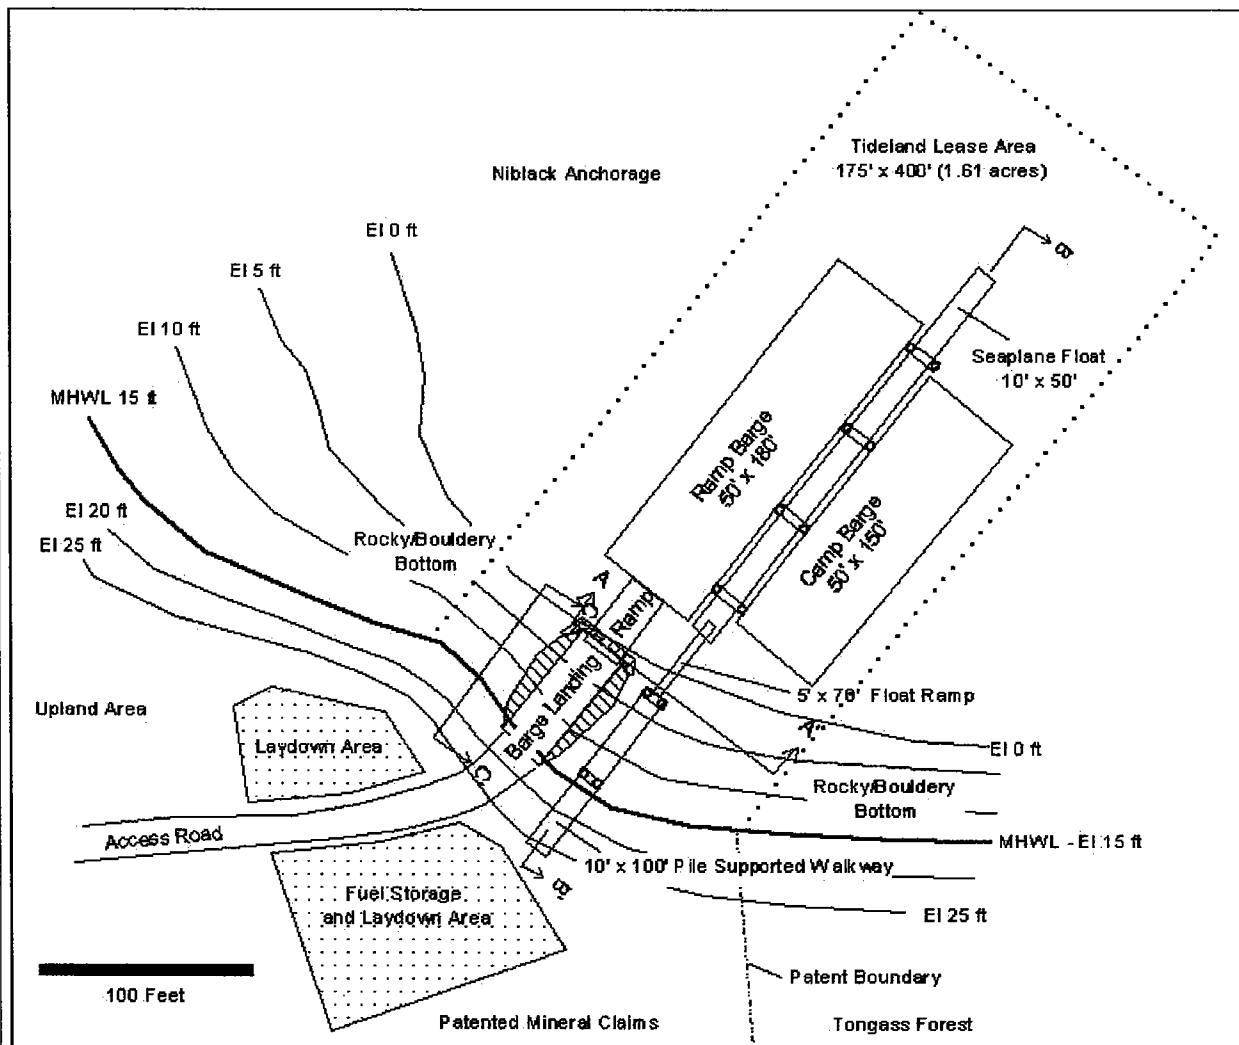 Tideland Lease Area
175' x 400' (1.61 acres)
Niblack Anchorage
El 0 ft
El 5 ft
El 10 ft
MHWL 15 ft
El 20 ft
El 25 ft
B
Seaplane Float
10' x 50'
Ramp Barge
50' x 180'
Camp Barge
50' x 150'
Rocky/Bouldery
Bottom
A
C
Ramp
Barge Landing
5' x 78' Float Ramp
A'
El 0 ft
Upland Area
Laydown Area
C'
Rocky/Bouldery
Bottom
Access Road
MHWL - El 15 ft
10' x 100' Pile Supported Walkway
B'
Fuel Storage
and Laydown Area
El 25 ft
100 Feet
Patent Boundary
Patented Mineral Claims
Tongass Forest